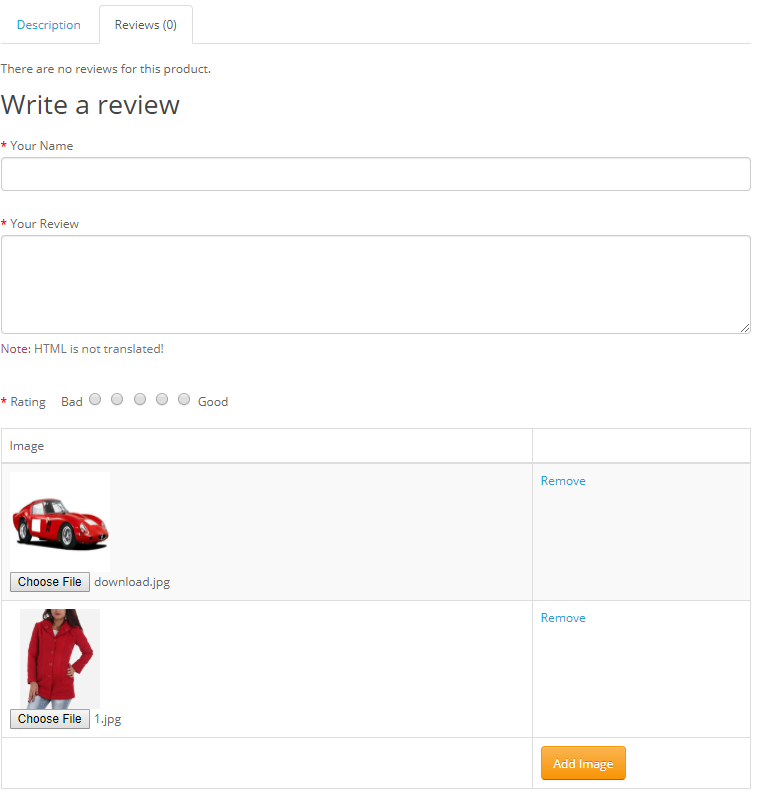 Description Reviews (0)
There are no reviews for this product.
Write a review
* Your Name
* Your Review
Note: HTML is not translated!
* Rating Bad Good
Image
Remove
Choose File download.jpg
Remove
Choose File 1.jpg
Add Image